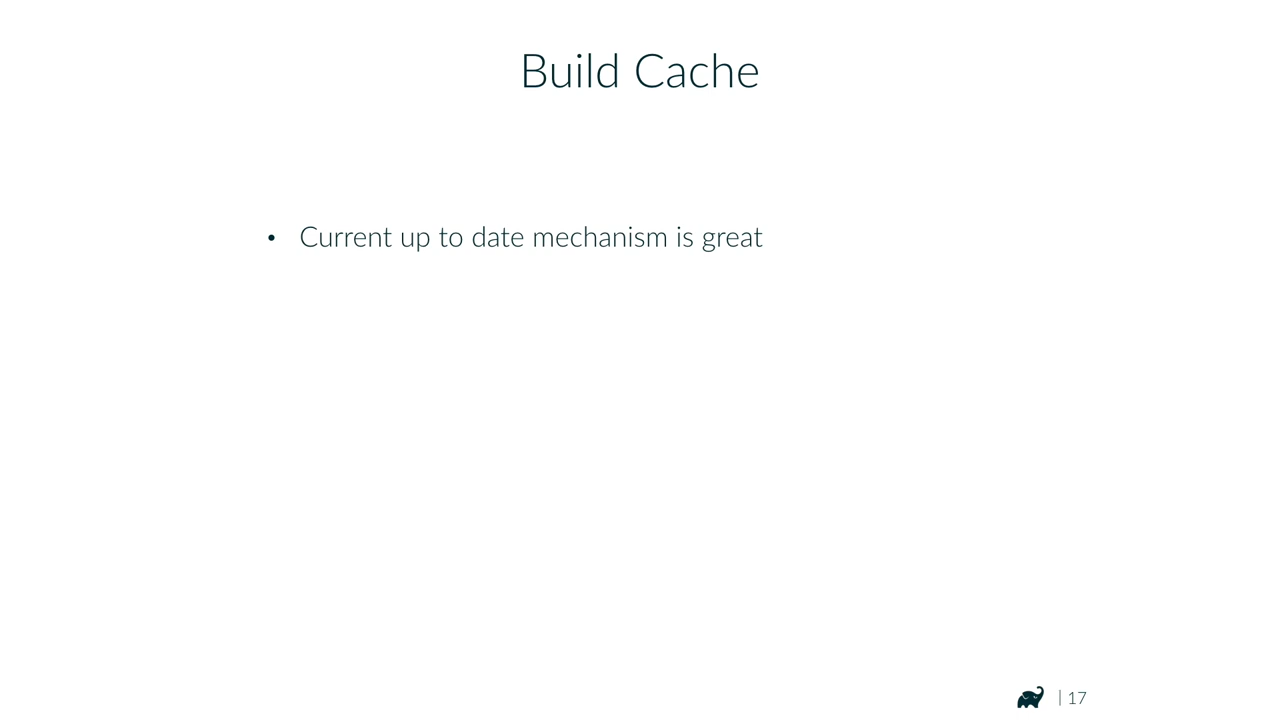 Build Cache
• Current up to date mechanism is great
| 17